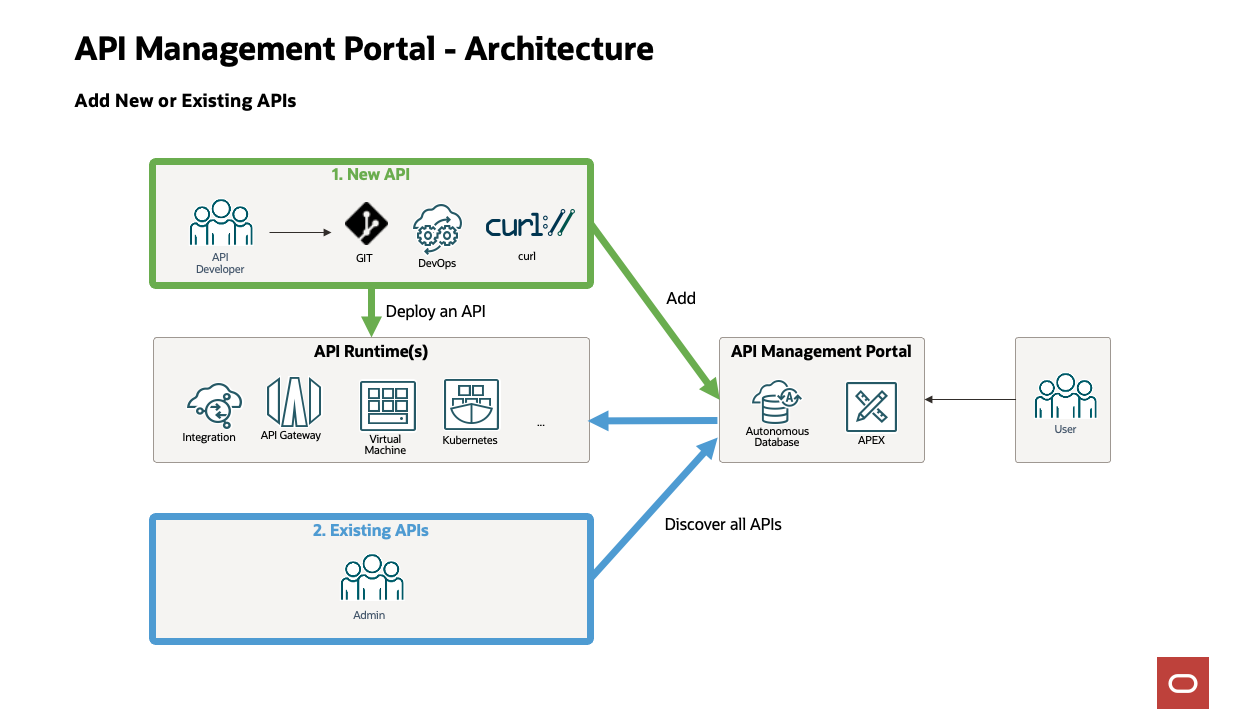 API Management Portal - Architecture
Add New or Existing APIs
1. New API
API
Developer
GIT
DevOps
curl://
curl
Deploy an API
Add
API Runtime(s)
Integration
API Gateway
Virtual
Machine
Kubernetes
...
API Management Portal
A
Autonomous
Database
APEX
User
2. Existing APIs
Admin
Discover all APIs